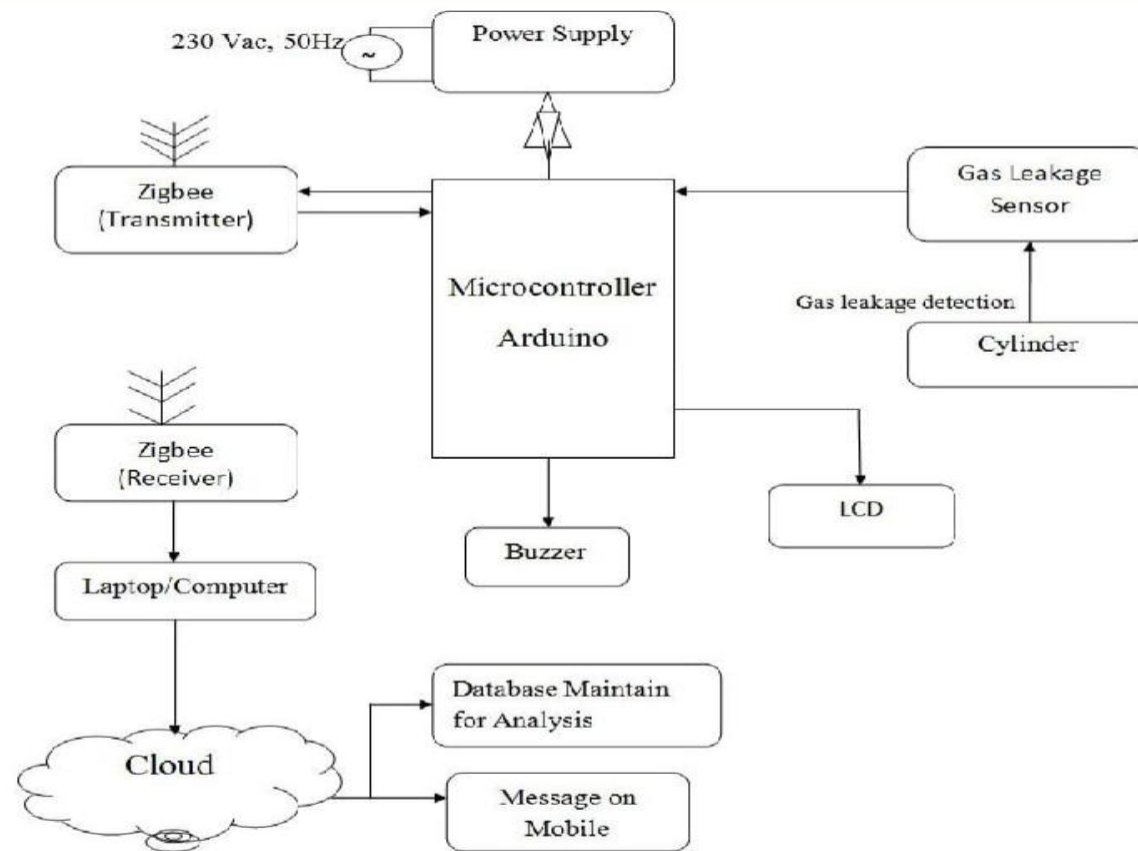 230 Vac, 50Hz
~
Power Supply
Zigbee
(Transmitter)
Gas Leakage
Sensor
Microcontroller
Arduino
Gas leakage detection
Cylinder
Zigbee
(Receiver)
LCD
Buzzer
Laptop/Computer
Database Maintain
for Analysis
Cloud
Message on
Mobile